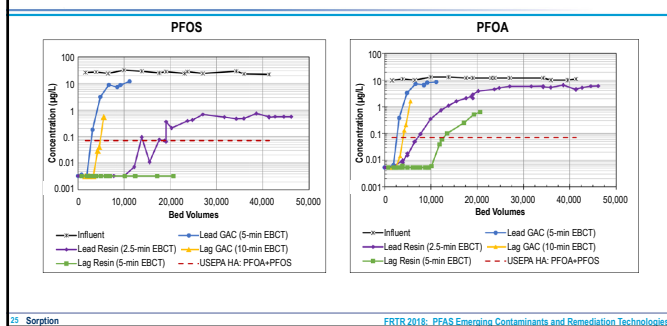 PFOS
Concentration (µg/L)
100
10
1
0.1
0.01
0.001
0 10,000 20,000 30,000 40,000 50,000
Bed Volumes
Influent Lead GAC (5-min EBCT)
Lead Resin (2.5-min EBCT) Lag GAC (10-min EBCT)
Lag Resin (5-min EBCT) USEPA HA: PFOA+PFOS
PFOA
Concentration (µg/L)
100
10
1
0.1
0.01
0.001
0 10,000 20,000 30,000 40,000 50,000
Bed Volumes
Influent Lead GAC (5-min EBCT)
Lead Resin (2.5-min EBCT) Lag GAC (10-min EBCT)
Lag Resin (5-min EBCT) USEPA HA: PFOA+PFOS
25 Sorption FRTR 2018: PFAS Emerging Contaminants and Remediation Technologies